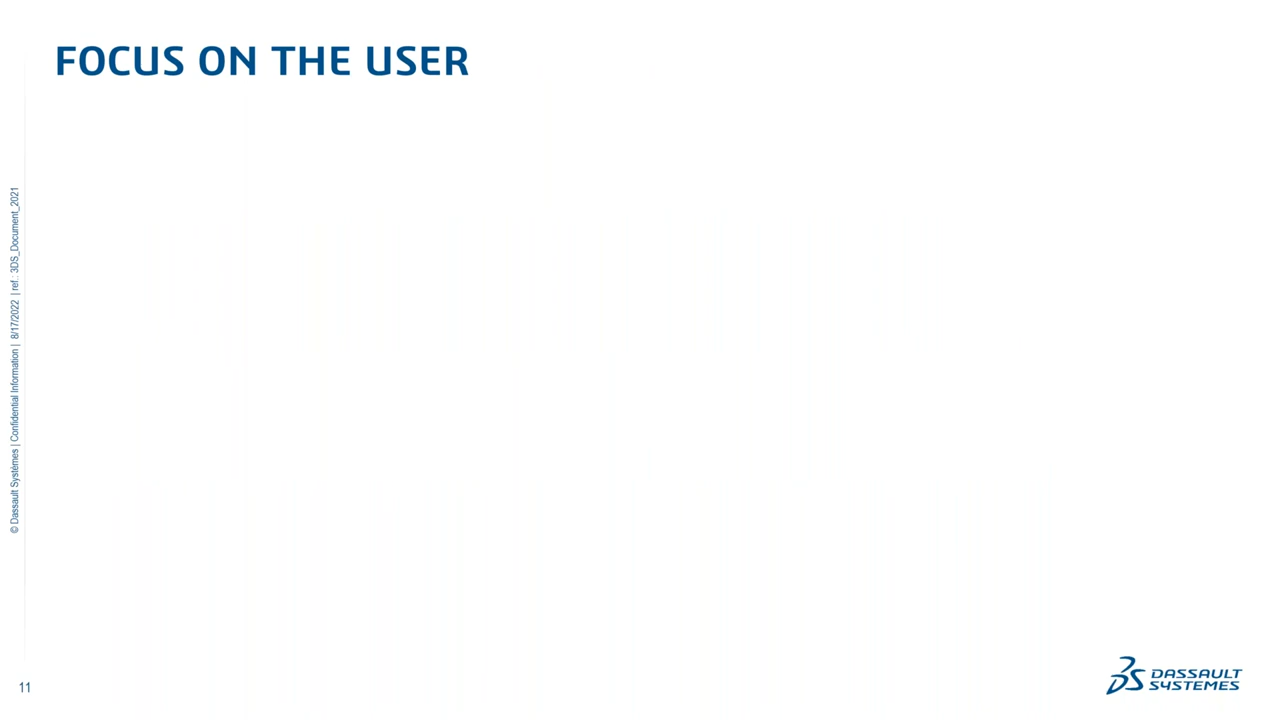 FOCUS ON THE USER
© Dassault Systèmes | Confidential Information | 8/17/2022 | ref.: 3DS_Document_2021
11
DASSAULT
SYSTEMES